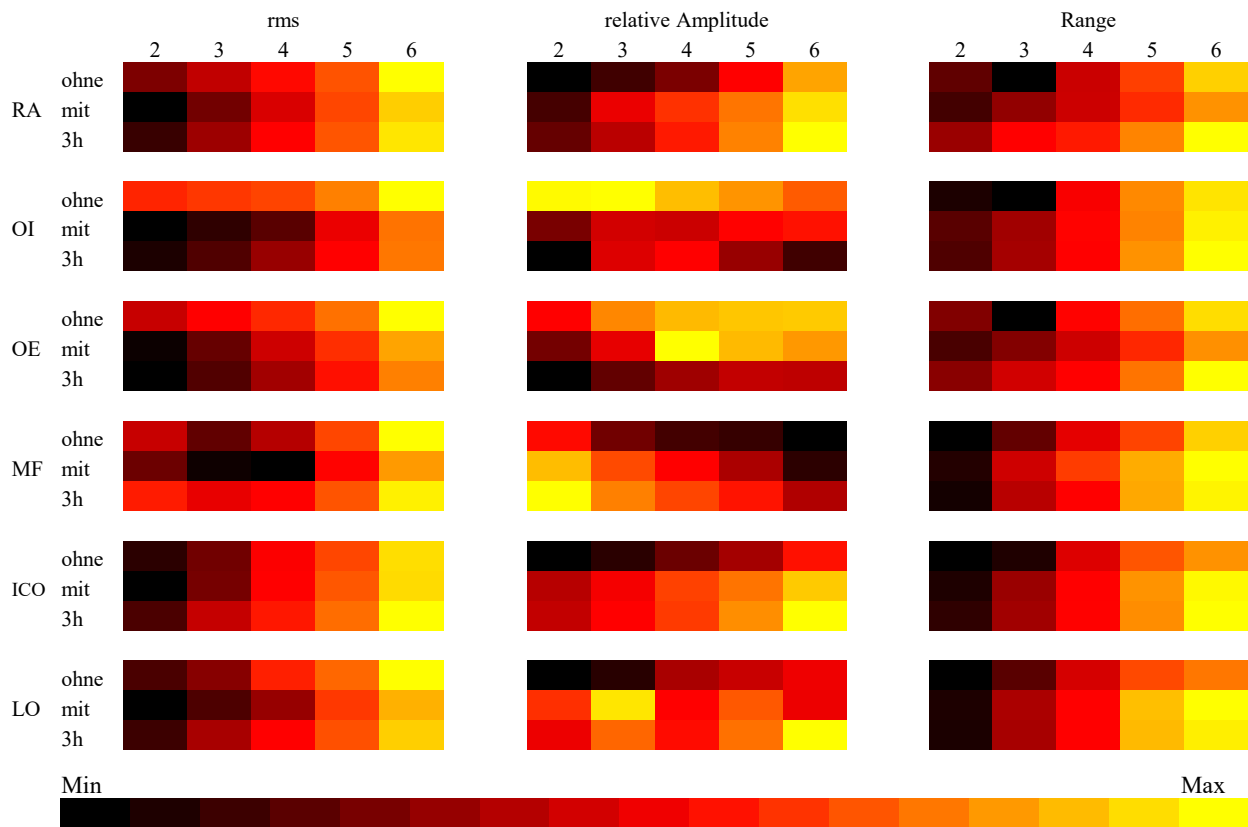 rms relative Amplitude Range
2 3 4 5 6 2 3 4 5 6 2 3 4 5 6
ohne
RA mit
3h
ohne
OI mit
3h
ohne
OE mit
3h
ohne
MF mit
3h
ohne
ICO mit
3h
ohne
LO mit
3h
Min Max